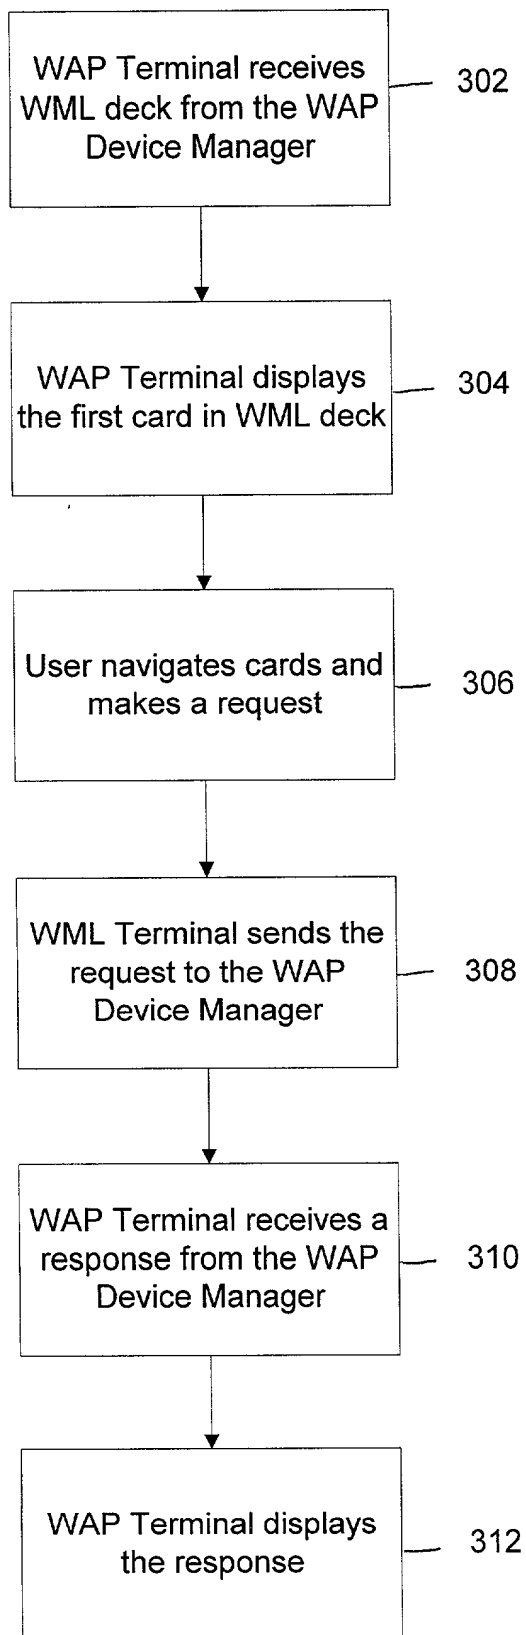 WAP Terminal receives
WML deck from the WAP
Device Manager
302
WAP Terminal displays
the first card in WML deck
304
User navigates cards and
makes a request
306
WML Terminal sends the
request to the WAP
Device Manager
308
WAP Terminal receives a
response from the WAP
Device Manager
310
WAP Terminal displays
the response
312